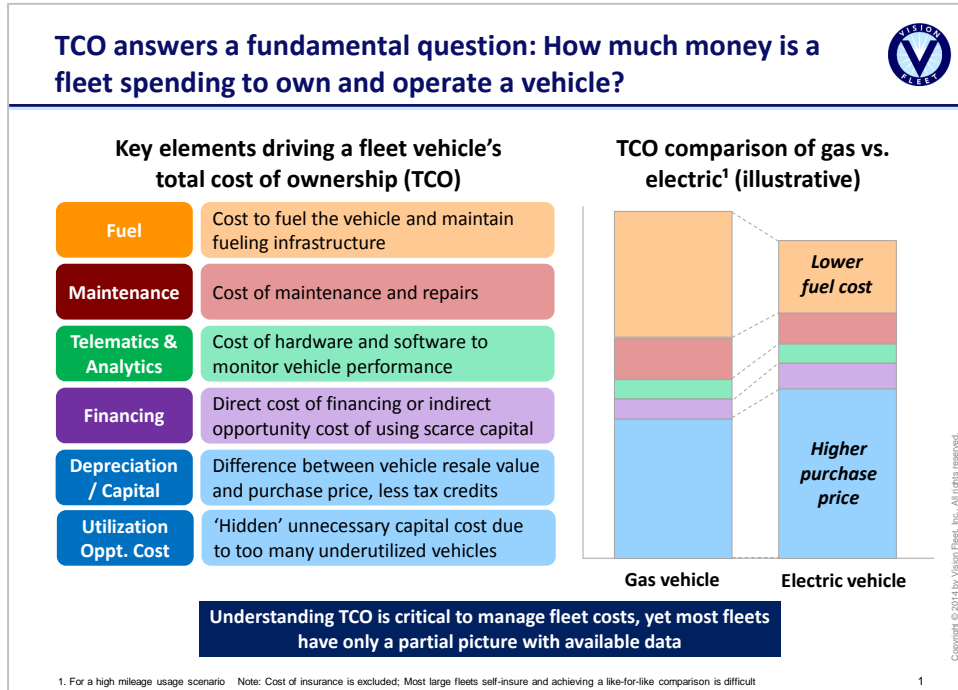 TCO answers a fundamental question: How much money is a
fleet spending to own and operate a vehicle?
VISION
V
FLEET
Key elements driving a fleet vehicle's
total cost of ownership (TCO)
Fuel
Cost to fuel the vehicle and maintain
fueling infrastructure
Maintenance
Cost of maintenance and repairs
Telematics &
Analytics
Cost of hardware and software to
monitor vehicle performance
Financing
Direct cost of financing or indirect
opportunity cost of using scarce capital
Depreciation
/ Capital
Difference between vehicle resale value
and purchase price, less tax credits
Utilization
Oppt. Cost
‘Hidden’ unnecessary capital cost due
to too many underutilized vehicles
TCO comparison of gas vs.
electric¹ (illustrative)
Lower
fuel cost
Higher
purchase
price
Gas vehicle
Electric vehicle
Understanding TCO is critical to manage fleet costs, yet most fleets
have only a partial picture with available data
Copyright © 2014 by Vision Fleet, Inc. All rights reserved.
1. For a high mileage usage scenario Note: Cost of insurance is excluded; Most large fleets self-insure and achieving a like-for-like comparison is difficult
1